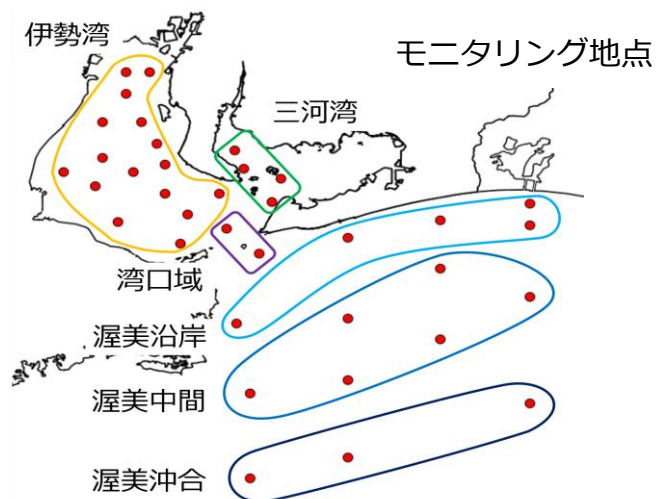 伊勢湾
モニタリング地点
三河湾
湾口域
渥美沿岸
渥美中間
渥美沖合